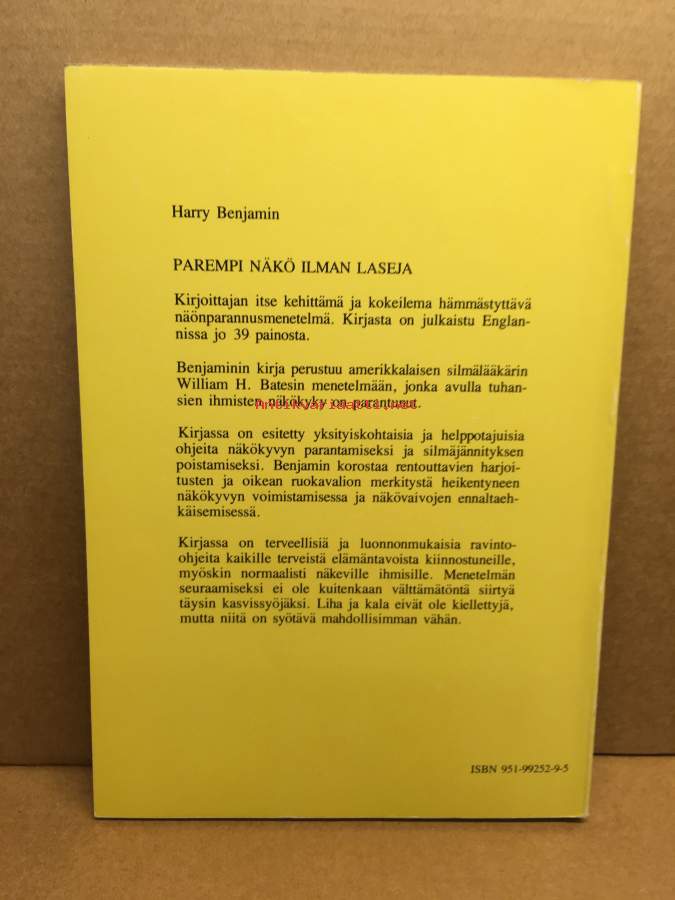 Harry Benjamin
PAREMPI NÄKÖ ILMAN LASEJA
Kirjoittajan itse kehittämä ja kokeilema hämmästyttävä
näönparannusmenetelmä. Kirjasta on julkaistu Englan-
nissa jo 39 painosta.
Benjaminin kirja perustuu amerikkalaisen silmälääkärin
William H. Batesin menetelmään, jonka avulla tuhan-
sien ihmisten näkökyky on parantunut.
Kirjassa on esitetty yksityiskohtaisia ja helppotajuisia
ohjeita näkökyvyn parantamiseksi ja silmäjännityksen
poistamiseksi. Benjamin korostaa rentouttavien harjoi-
tusten ja oikean ruokavalion merkitystä heikentyneen
näkökyvyn voimistamisessa ja näkövaivojen ennaltaeh-
käisemisessä.
Kirjassa on terveellisiä ja luonnonmukaisia ravinto-
ohjeita kaikille terveistä elämäntavoista kiinnostuneille,
myöskin normaalisti näkeville ihmisille. Menetelmän
seuraamiseksi ei ole kuitenkaan välttämätöntä siirtyä
täysin kasvissyöjäksi. Liha ja kala eivät ole kiellettyjä,
mutta niitä on syötävä mahdollisimman vähän.
ISBN 951-99252-9-5